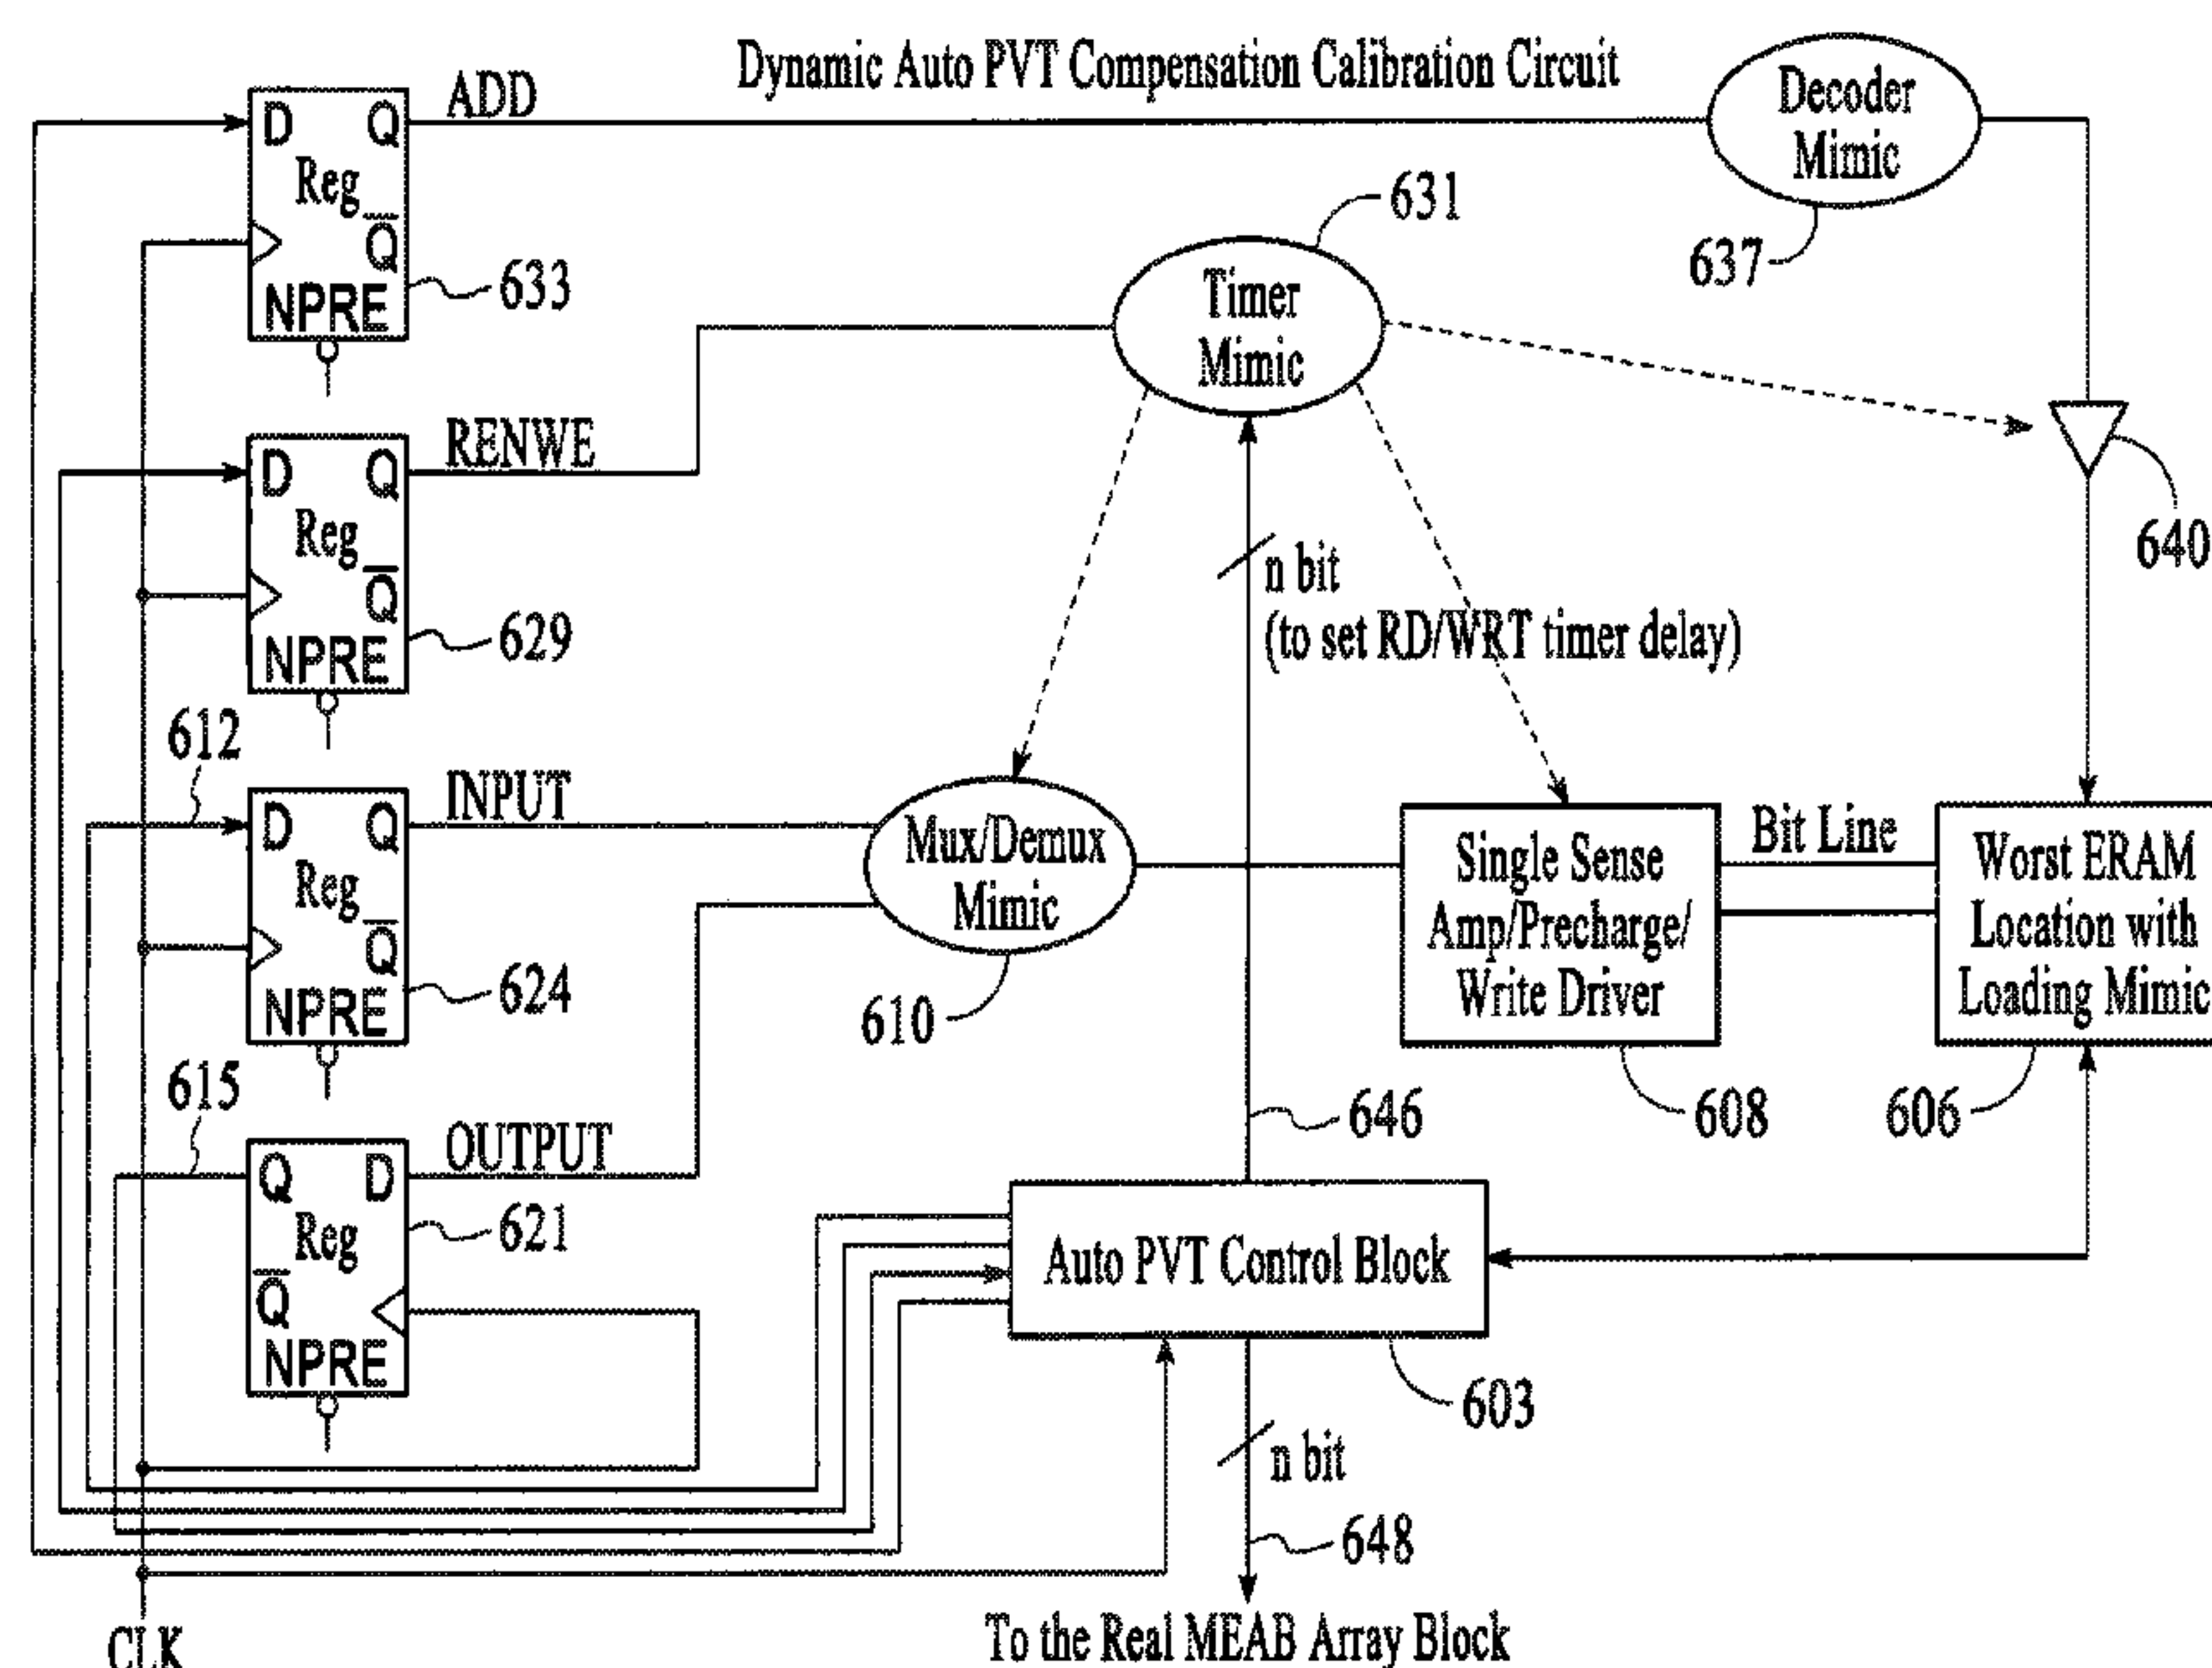 Dynamic Auto PVT Compensation Calibration Circuit
ADD
D Q
Reg
Q
NPRE
633
Decoder
Mimic
637
631
Timer
Mimic
640
RENWE
D Q
Reg
Q
NPRE
629
n bit
(to set RD/WRT timer delay)
612
INPUT
D Q
Reg
Q
NPRE
624
Mux/Demux
Mimic
610
Single Sense
Amp/Precharge/
Write Driver
608
Bit Line
Worst ERAM
Location with
Loading Mimic
606
615
OUTPUT
Q D
Reg
Q
NPRE
621
646
Auto PVT Control Block
603
n bit
648
CLK
To the Real MEAB Array Block